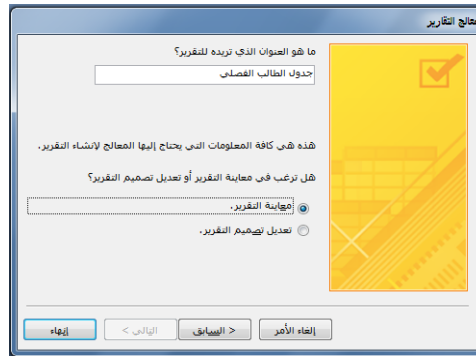 معالج التقارير
ما هو العنوان الذي تريده للتقرير؟
جدول الطالب الفصلي
هذه هي كافة المعلومات التي يحتاج إليها المعالج لإنشاء التقرير.
هل ترغب في معاينة التقرير أو تعديل تصميم التقرير؟
معاينة التقرير.
تعديل تصميم التقرير.
إلغاء الأمر
< السابق
التالي >
إنهاء